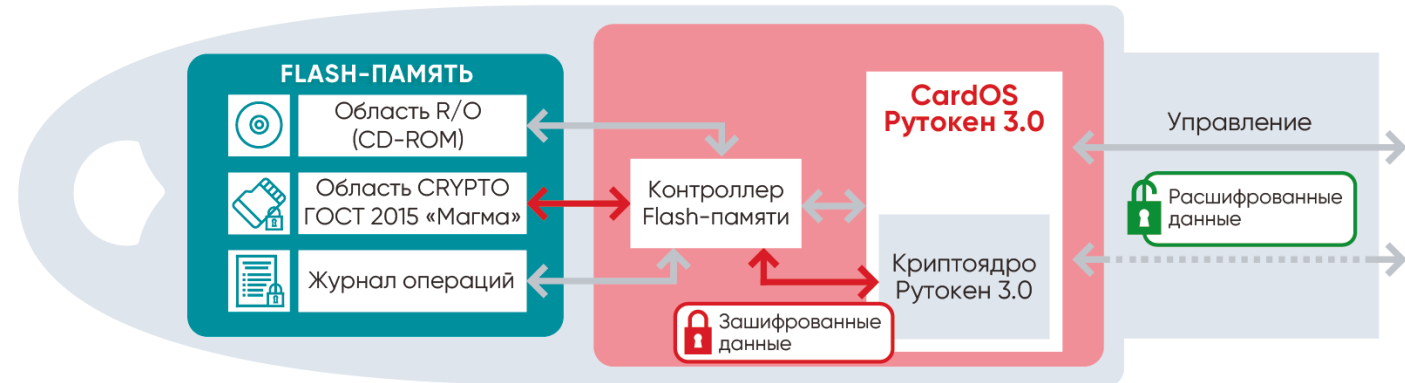 FLASH-ПАМЯТЬ
Область R/O
(CD-ROM)
Область CRYPTO
ГОСТ 2015 «Магма»
Журнал операций
Контроллер
Flash-памяти
CardOS
Рутокен 3.0
Криптоядро
Рутокен 3.0
Зашифрованные
данные
Управление
Расшифрованные
данные